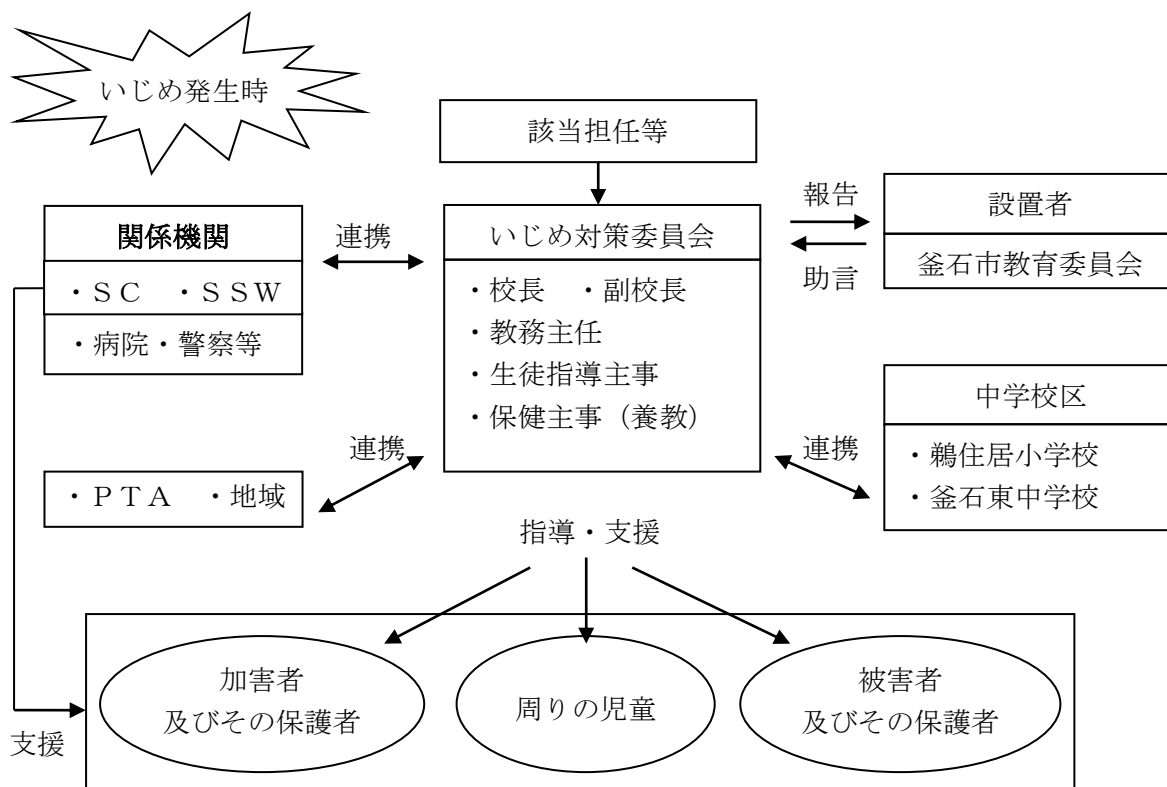 いじめ発生時
該当担任等
関係機関
・ＳＣ　・ＳＳＷ
・病院・警察等
連携
いじめ対策委員会
・校長　・副校長
・教務主任
・生徒指導主事
・保健主事（養教）
報告
助言
設置者
釜石市教育委員会
・ＰＴＡ　・地域
連携
連携
中学校区
・鵜住居小学校
・釜石東中学校
指導・支援
加害者
及びその保護者
周りの児童
被害者
及びその保護者
支援